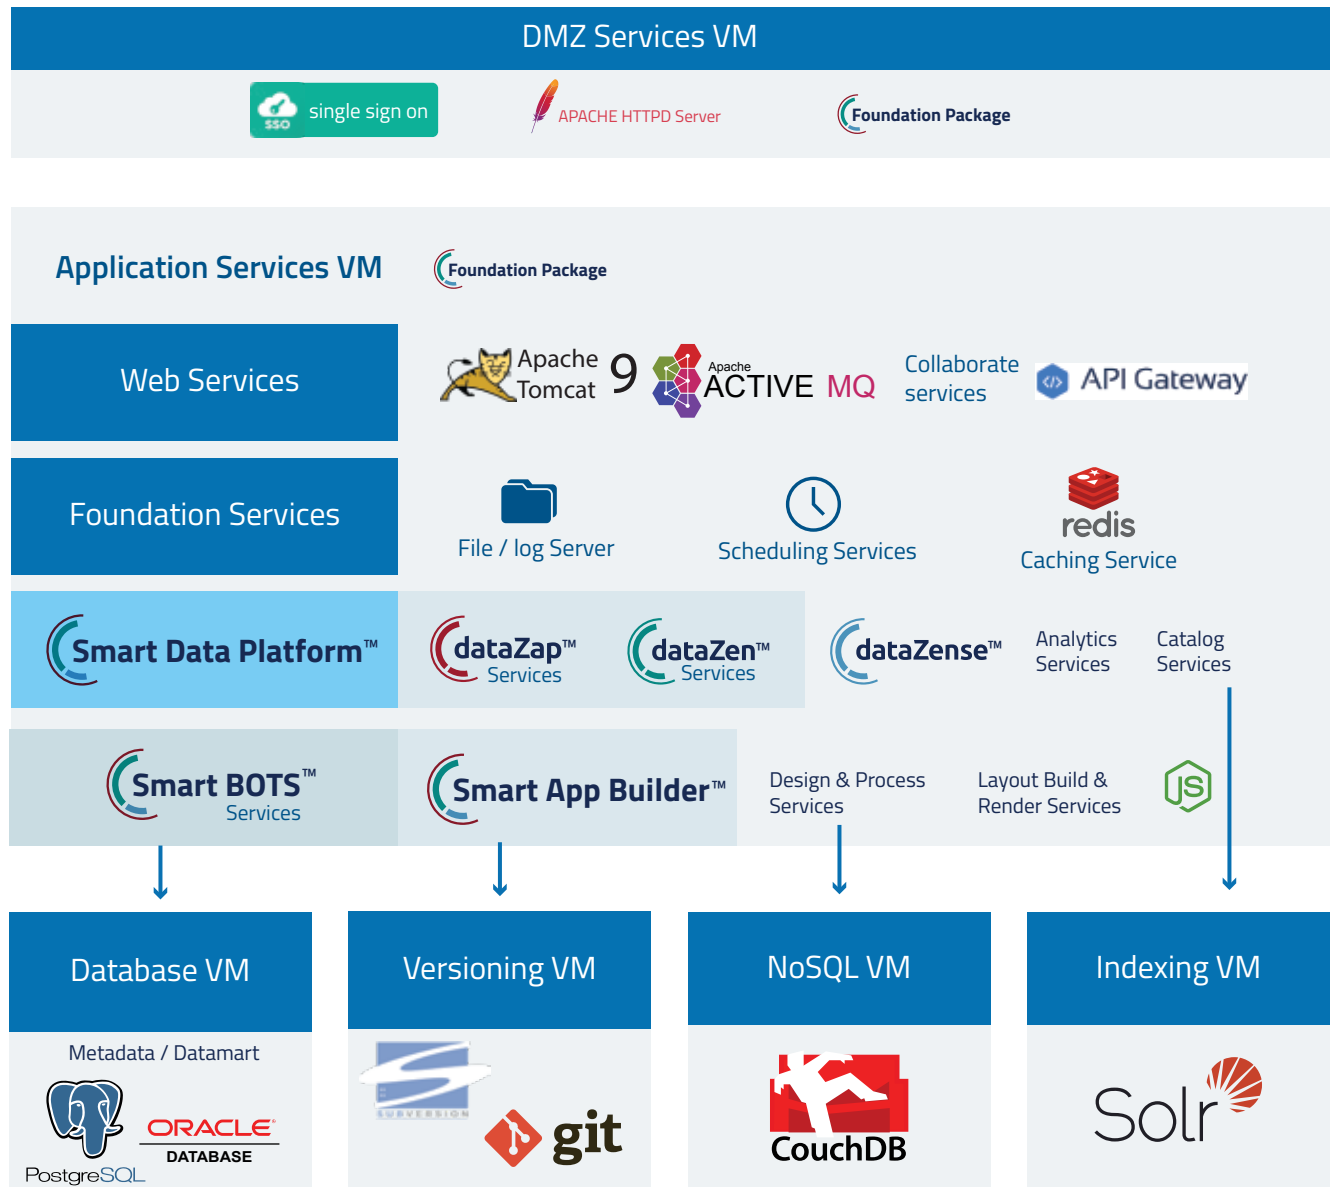 DMZ Services VM
SSO single sign on
APACHE HTTPD Server
Foundation Package
Application Services VM
Foundation Package
Web Services
Apache
Tomcat 9
Apache
ACTIVE MQ
Collaborate
services
API Gateway
Foundation Services
File / log Server
Scheduling Services
redis
Caching Service
Smart Data Platform™
dataZap™
Services
dataZen™
Services
dataZense™
Analytics
Services
Catalog
Services
Smart BOTS™
Services
Smart App Builder™
Design & Process
Services
Layout Build &
Render Services
JS
Database VM
Versioning VM
NoSQL VM
Indexing VM
Metadata / Datamart
PostgreSQL
ORACLE®
DATABASE
SUBVERSION
git
CouchDB
Solr